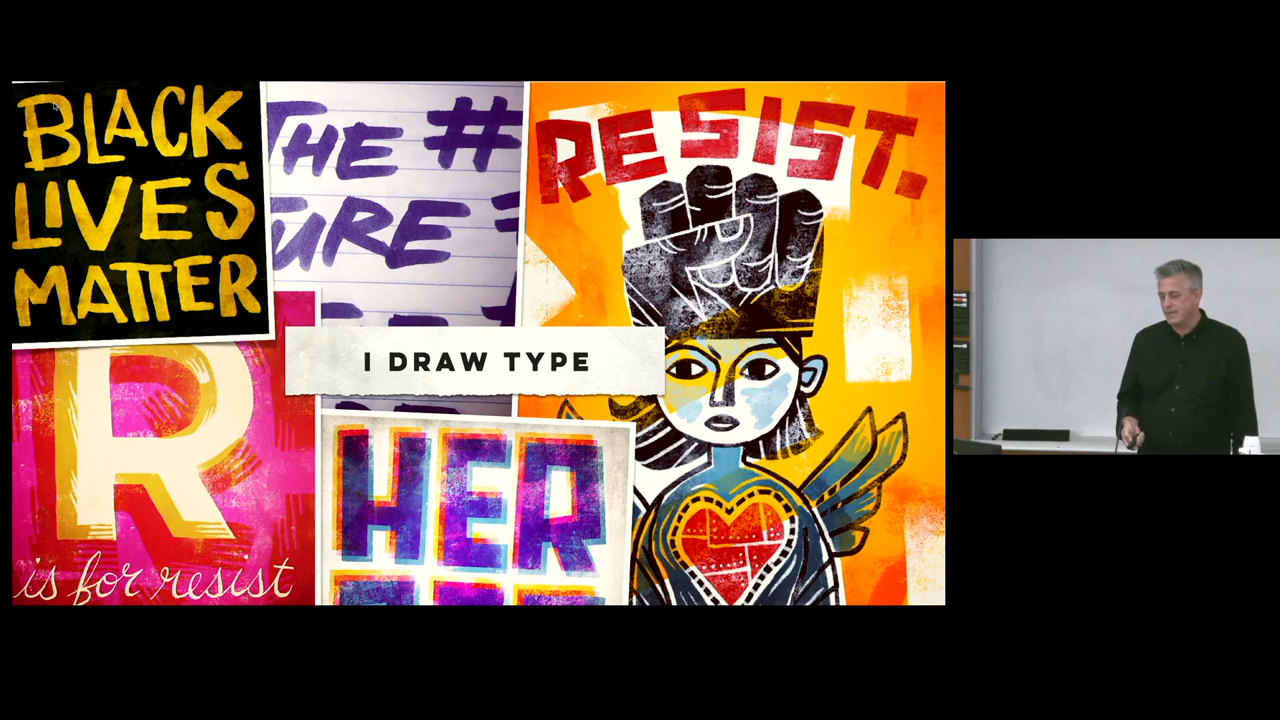 BLACK
LIVES
MATTER
THE #
URE
RESIST.
I DRAW TYPE
R
is for resist
HER